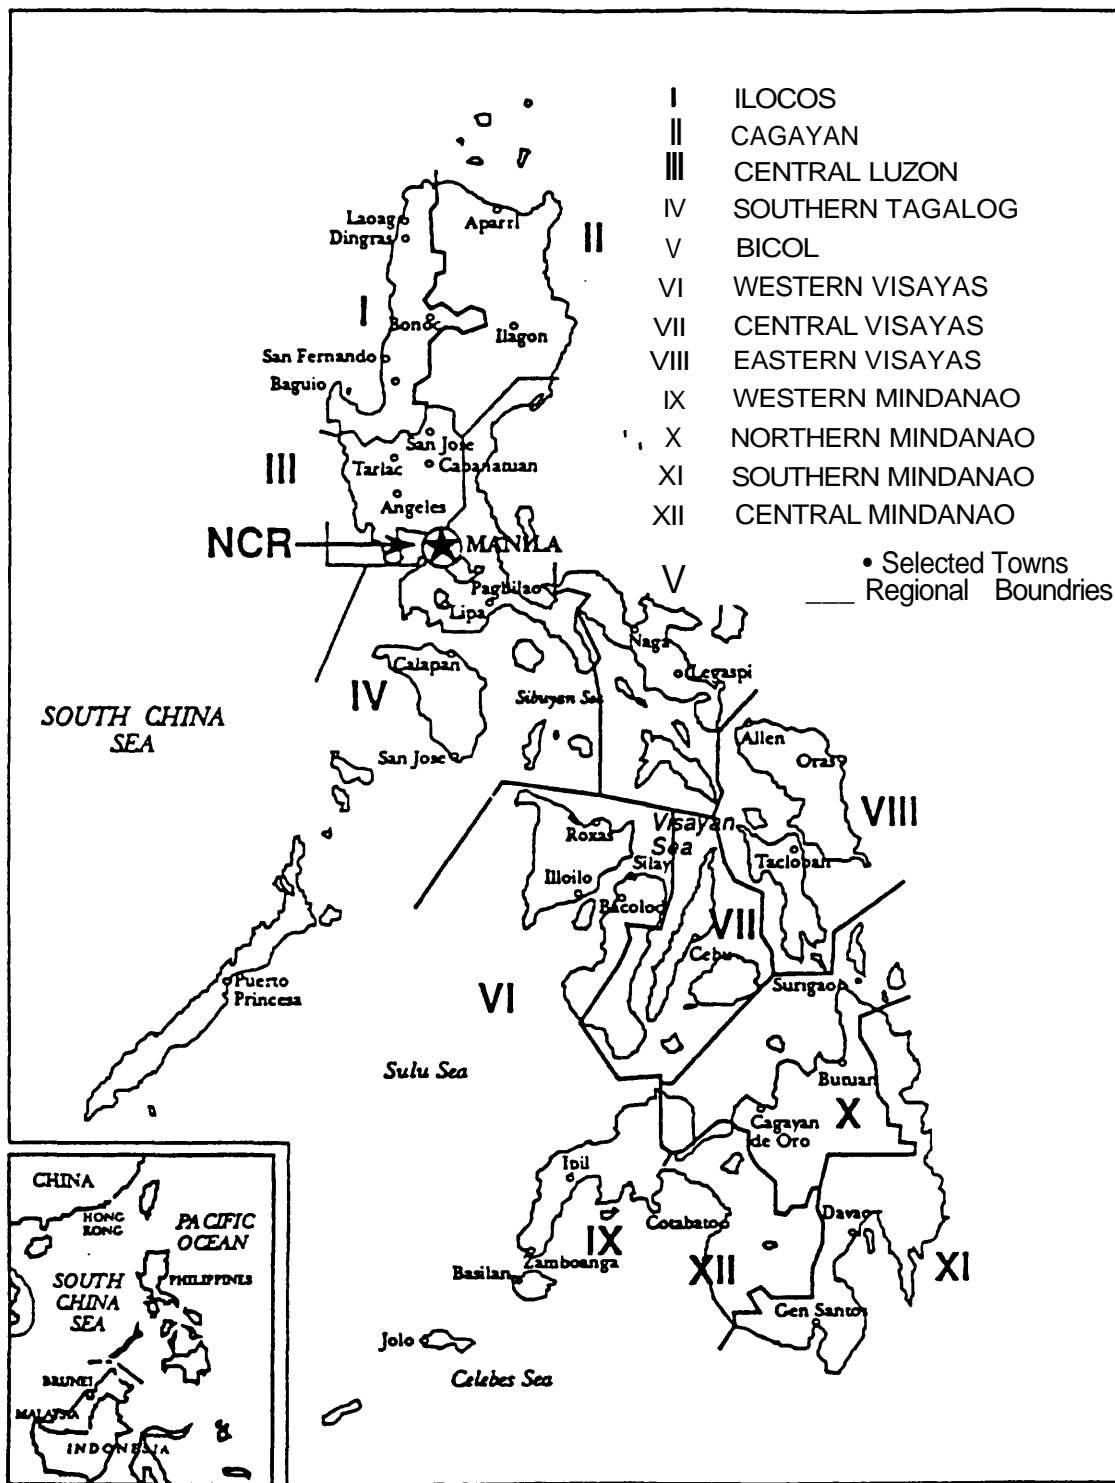 I ILOCOS
II CAGAYAN
III CENTRAL LUZON
IV SOUTHERN TAGALOG
V BICOL
VI WESTERN VISAYAS
VII CENTRAL VISAYAS
VIII EASTERN VISAYAS
IX WESTERN MINDANAO
X NORTHERN MINDANAO
XI SOUTHERN MINDANAO
XII CENTRAL MINDANAO
• Selected Towns
___ Regional Boundries
Laoag
Dingras
Aparri
II
I
Bonoc
Ilagon
San Fernando
Baguio
San Jose
III
Tarlac
Cabanatuan
Angeles
NCR
MANILA
Pagbilao
V
Lipa
Naga
Calapan
Legaspi
IV
Sibuyan Sea
SOUTH CHINA
SEA
Allen
San Jose
Oras
VIII
Roxas
Visayan
Sea
Silay
Tacloban
Illoilo
Bacolod
VII
Cebu
Puerto
Princesa
VI
Surigao
Sulu Sea
Butuan
X
Cagayan
de Oro
Ipil
Cotabato
Davao
IX
Zamboanga
XII
XI
Basilan
Gen Santos
Jolo
Celebes Sea
CHINA
HONG
KONG
PACIFIC
OCEAN
SOUTH
CHINA
SEA
PHILIPPINES
BRUNEI
MALAYSIA
INDONESIA